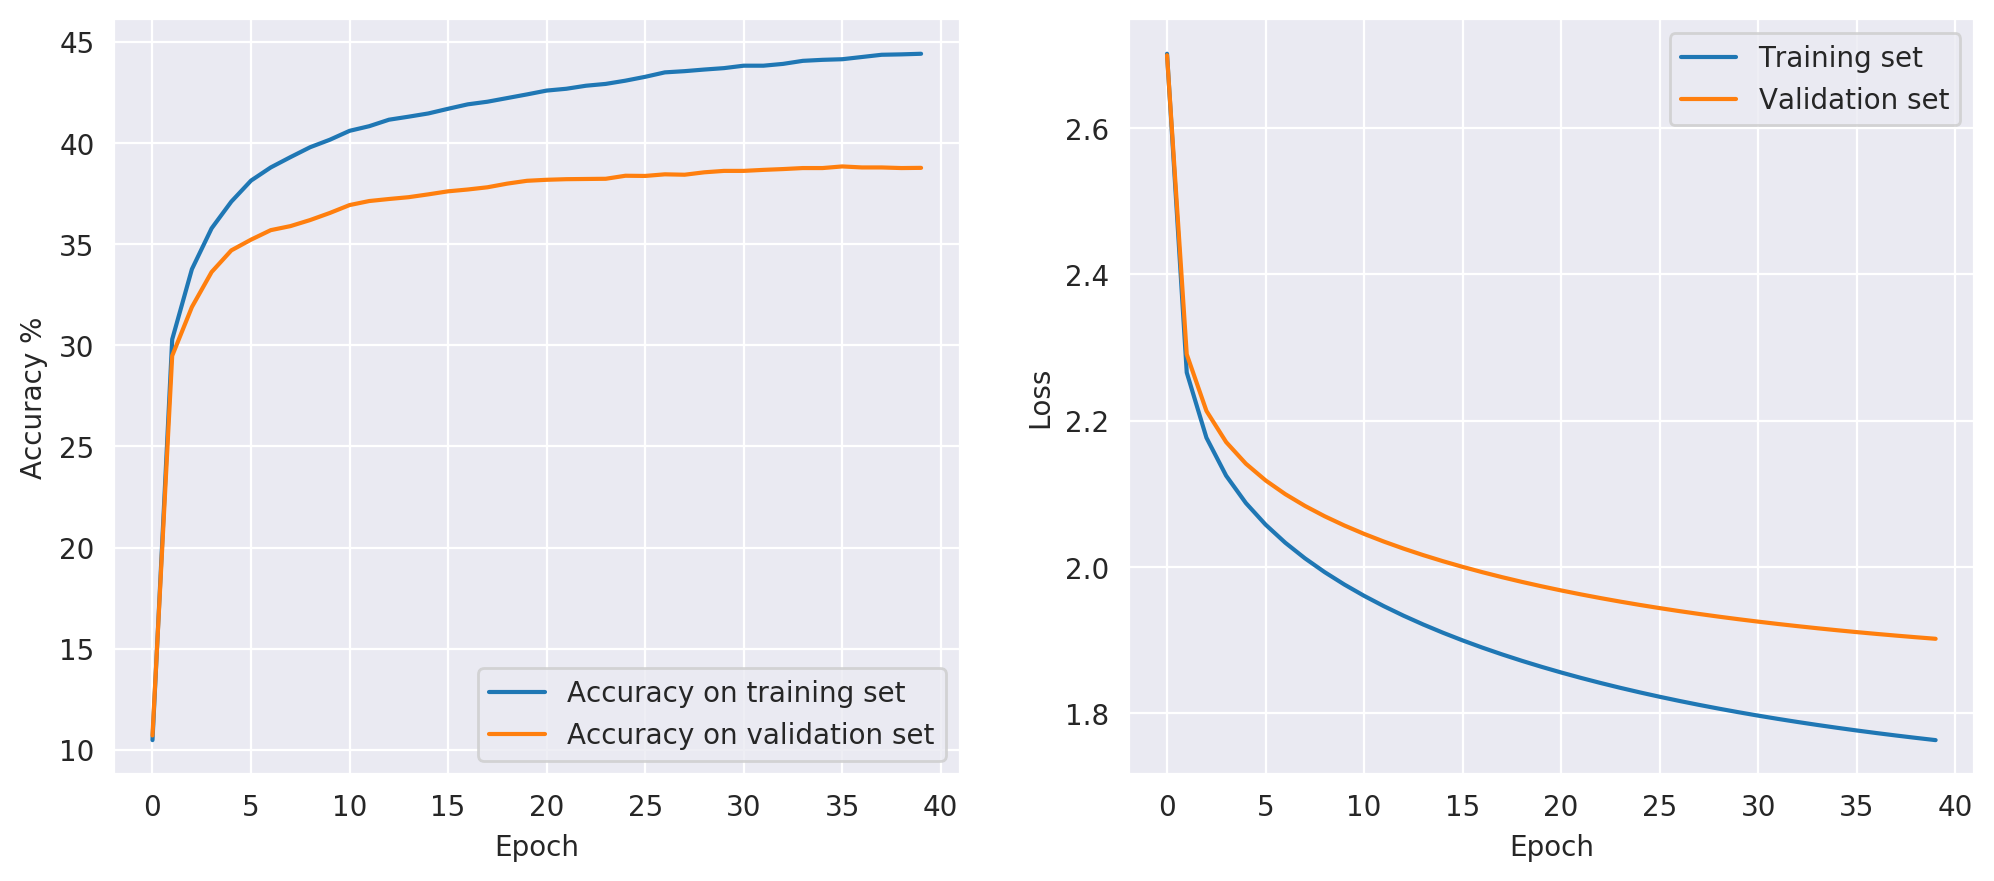 45
40
35
30
25
20
15
10
Accuracy %
Accuracy on training set
Accuracy on validation set
0 5 10 15 20 25 30 35 40
Epoch
2.6
2.4
2.2
2.0
1.8
Loss
Training set
Validation set
0 5 10 15 20 25 30 35 40
Epoch